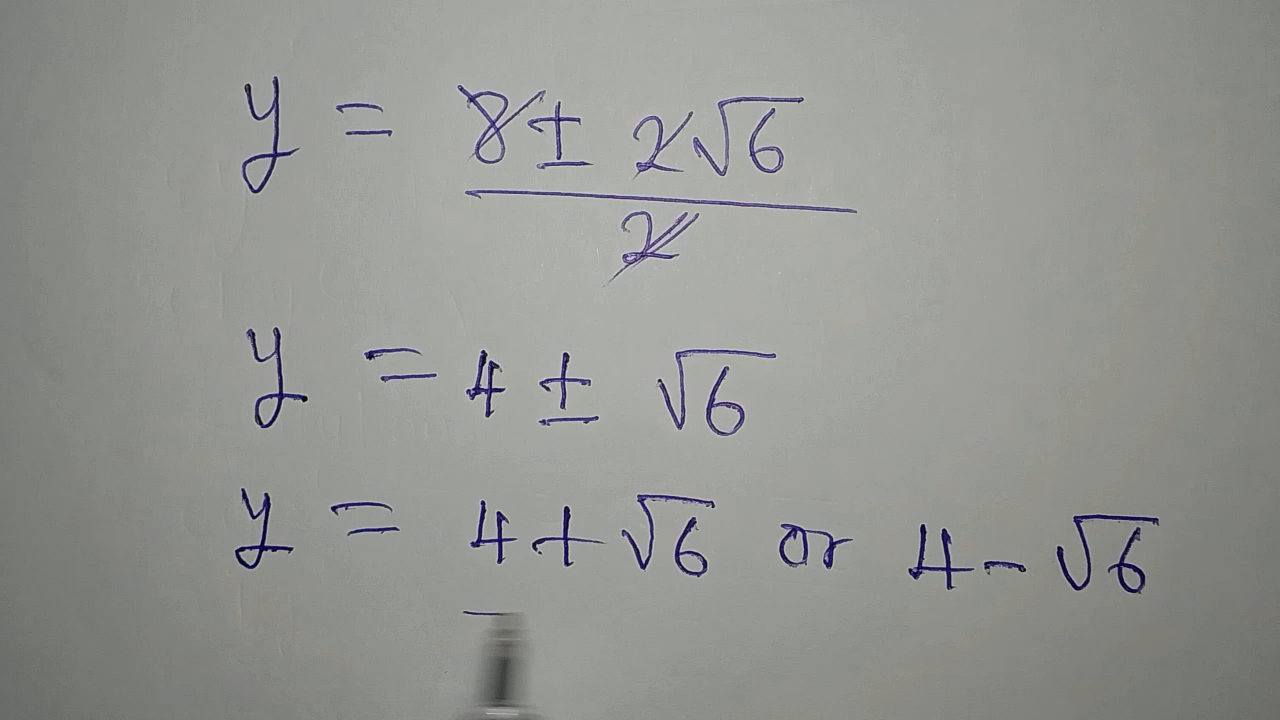 y = 8 ± 2√6
2
y = 4 ± √6
y = 4 + √6 or 4 - √6